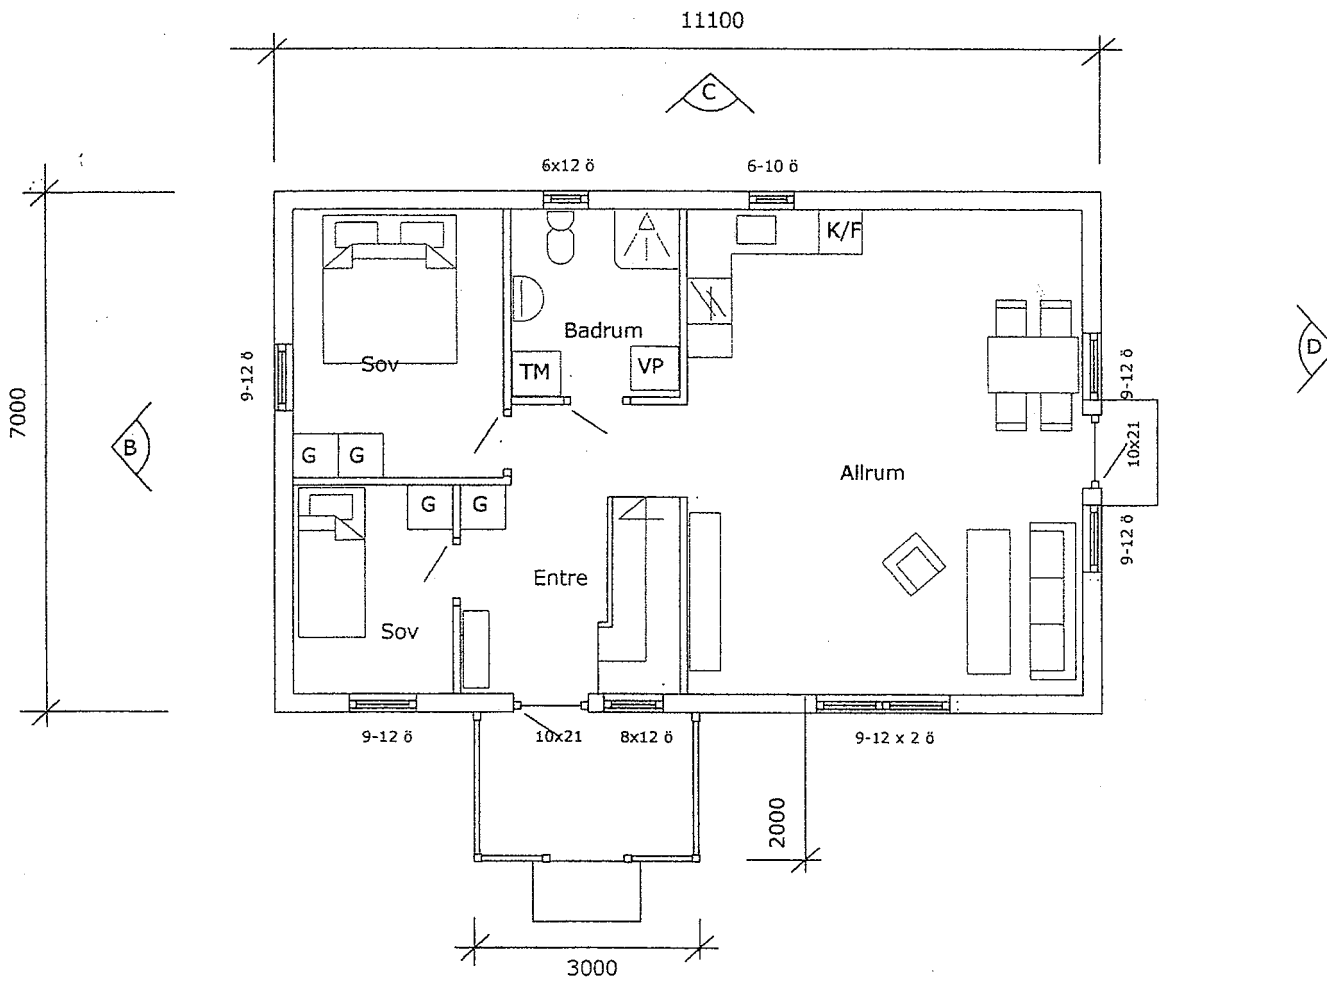 11100
C
6x12 ö
6-10 ö
K/F
Badrum
Sov
TM
VP
9-12 ö
9-12 ö
D
7000
B
10x21
G
G
Allrum
G
G
9-12 ö
Entre
Sov
9-12 ö
10x21
8x12 ö
9-12 x 2 ö
2000
3000